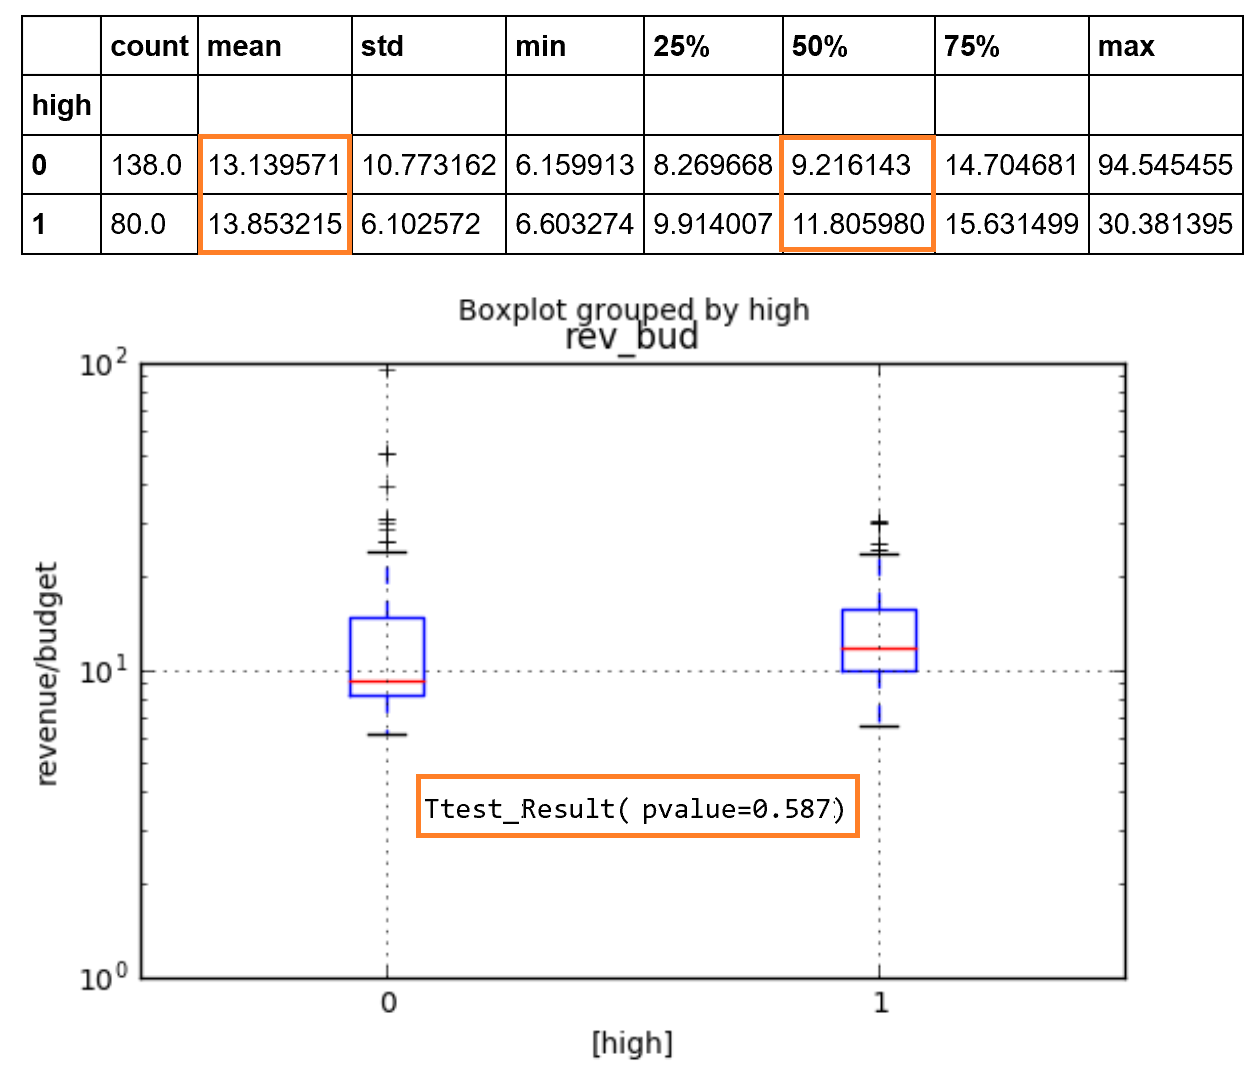 count mean std min 25% 50% 75% max
high
0 138.0 13.139571 10.773162 6.159913 8.269668 9.216143 14.704681 94.545455
1 80.0 13.853215 6.102572 6.603274 9.914007 11.805980 15.631499 30.381395
Boxplot grouped by high
rev_bud
10²
10¹
10⁰
revenue/budget
Ttest_Result( pvalue=0.587)
0 1
[high]